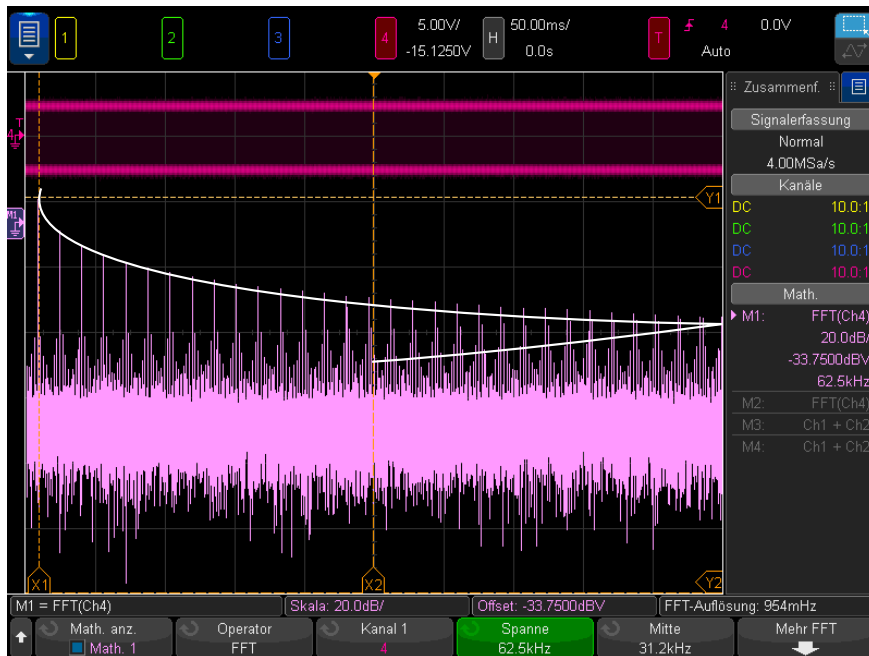 1 2 3 4 5.00V/ H 50.00ms/ T 4 0.0V
-15.1250V 0.0s Auto
Zusammenf.
Signalerfassung
Normal
4.00MSa/s
Kanäle
DC 10.0:1
DC 10.0:1
DC 10.0:1
DC 10.0:1
Math.
M1: FFT(Ch4)
20.0dB/
-33.7500dBV
62.5kHz
M2: FFT(Ch4)
M3: Ch1 + Ch2
M4: Ch1 + Ch2
T
4
Y1
M1
X1 X2 Y2
M1 = FFT(Ch4) Skala: 20.0dB/ Offset: -33.7500dBV FFT-Auflösung: 954mHz
Math. anz. Operator Kanal 1 Spanne Mitte Mehr FFT
Math. 1 FFT 4 62.5kHz 31.2kHz